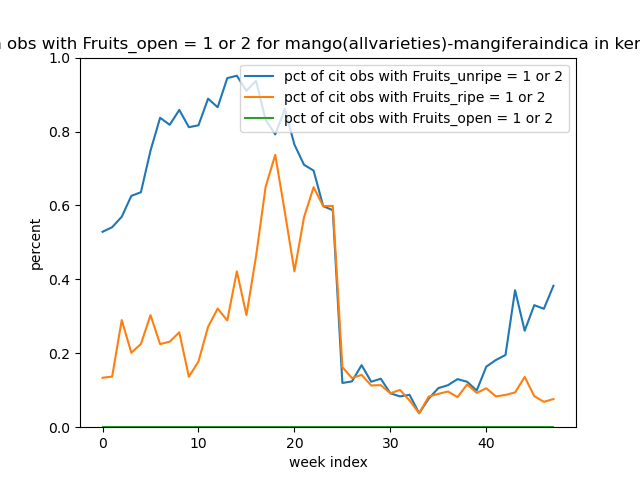 obs with Fruits_open = 1 or 2 for mango(allvarieties)-mangiferaindica in ker
pct of cit obs with Fruits_unripe = 1 or 2
pct of cit obs with Fruits_ripe = 1 or 2
pct of cit obs with Fruits_open = 1 or 2
percent
1.0
0.8
0.6
0.4
0.2
0.0
0 10 20 30 40
week index